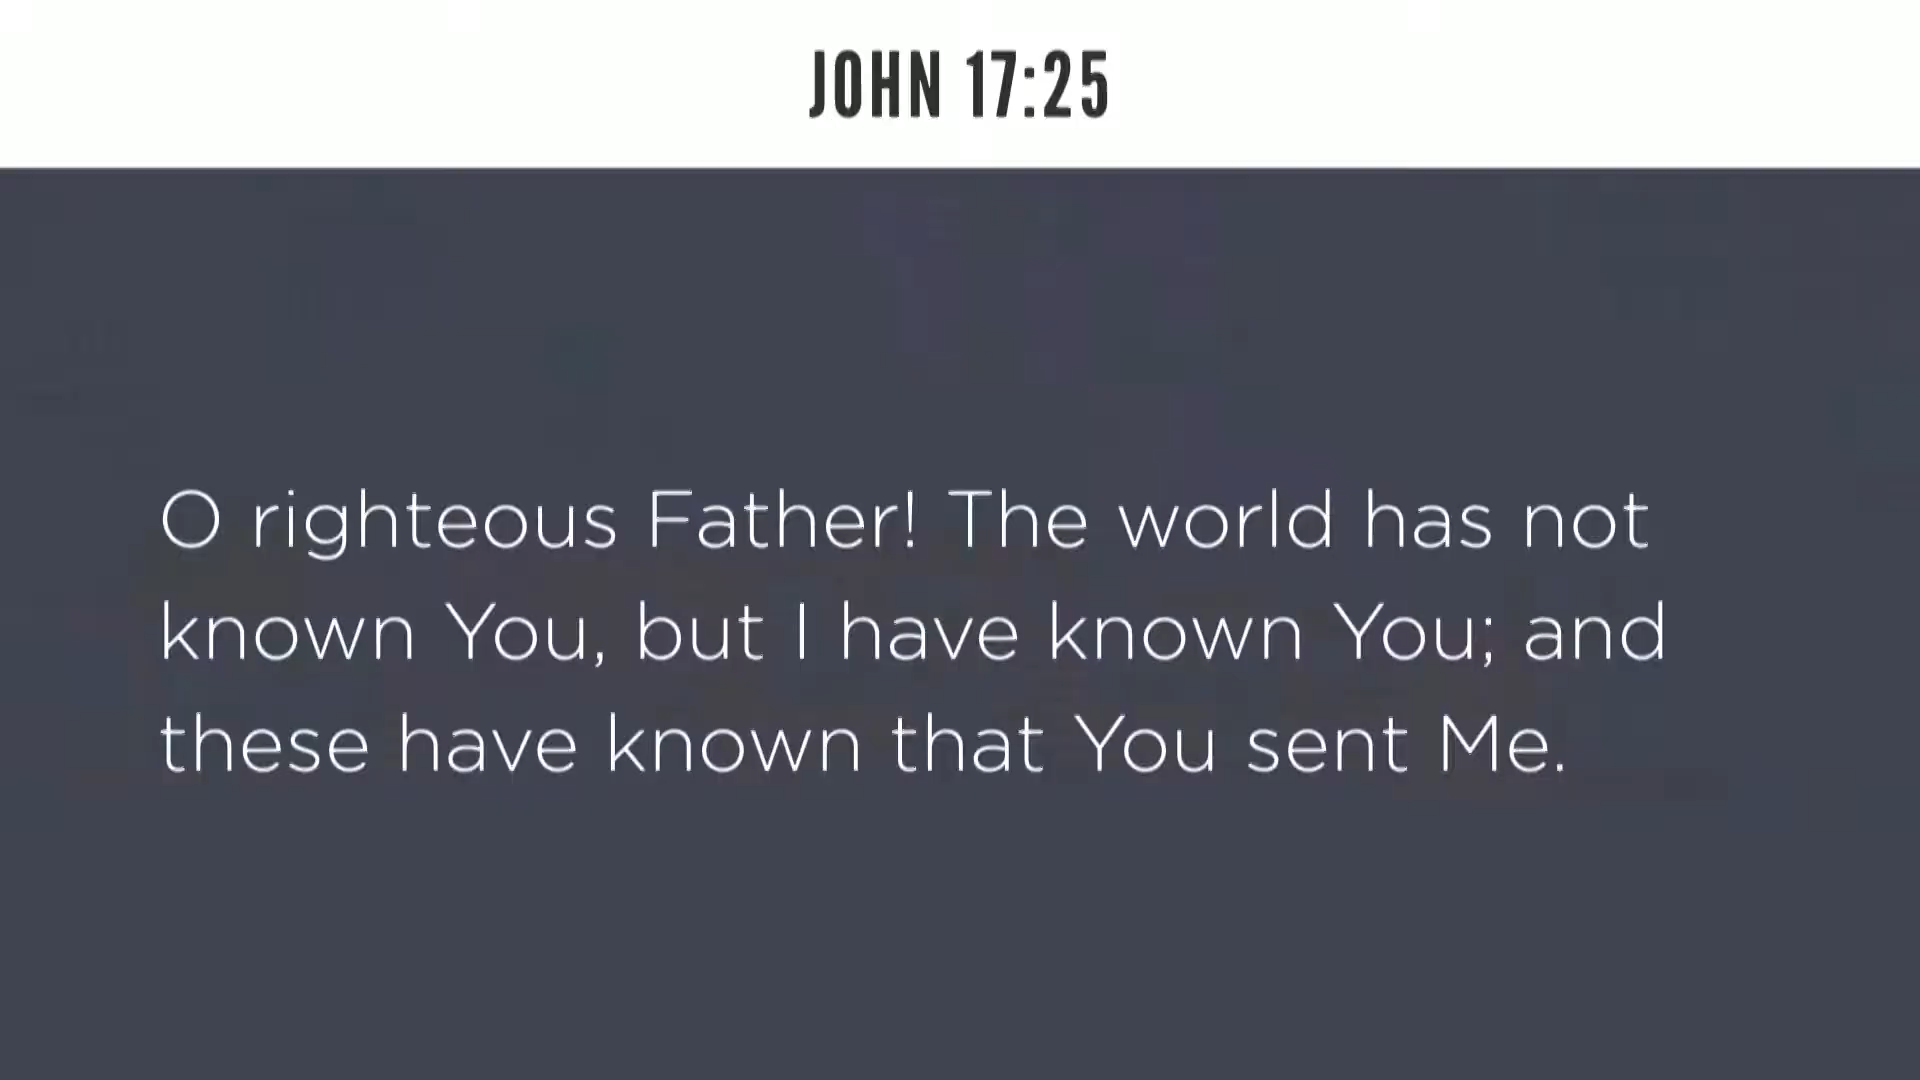 JOHN 17:25
O righteous Father! The world has not
known You, but I have known You; and
these have known that You sent Me.